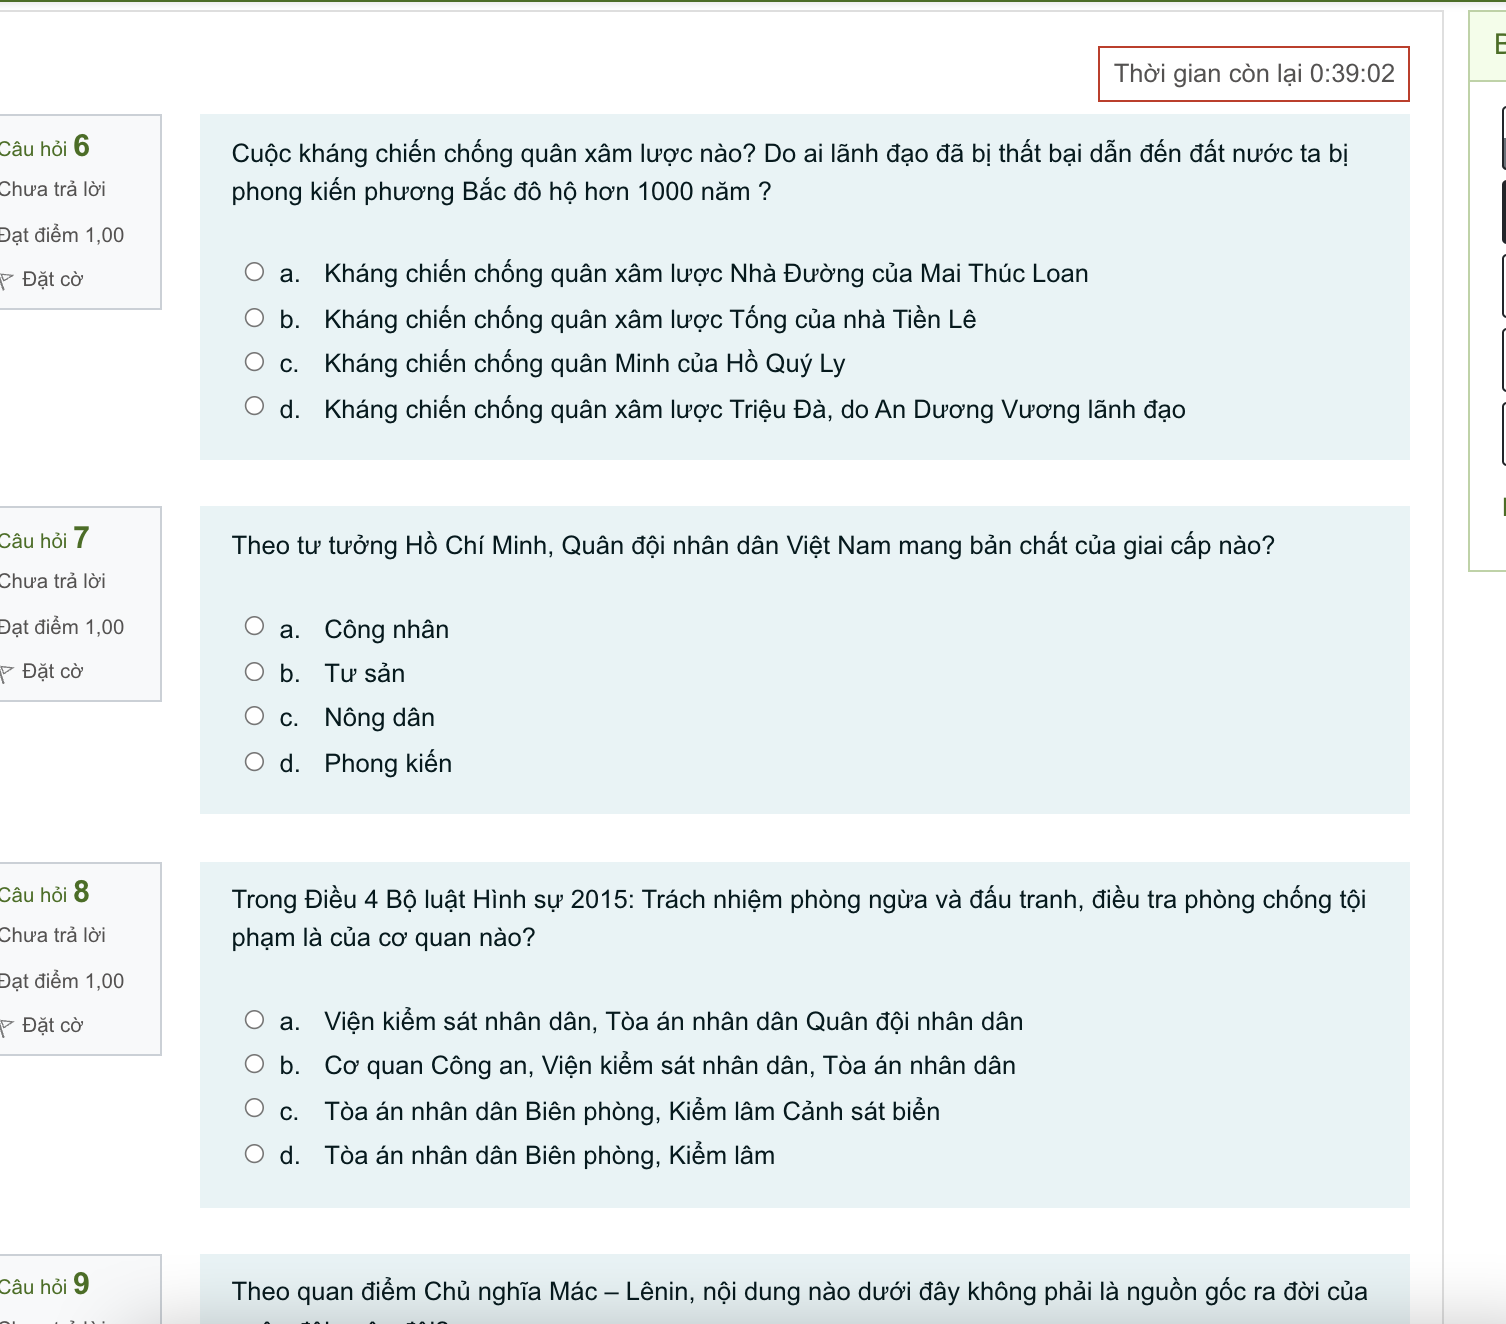 Thời gian còn lại 0:39:02
Câu hỏi 6
Chưa trả lời
Đạt điểm 1,00
Đặt cờ
Cuộc kháng chiến chống quân xâm lược nào? Do ai lãnh đạo đã bị thất bại dẫn đến đất nước ta bị
phong kiến phương Bắc đô hộ hơn 1000 năm ?
a. Kháng chiến chống quân xâm lược Nhà Đường của Mai Thúc Loan
b. Kháng chiến chống quân xâm lược Tống của nhà Tiền Lê
c. Kháng chiến chống quân Minh của Hồ Quý Ly
d. Kháng chiến chống quân xâm lược Triệu Đà, do An Dương Vương lãnh đạo
Câu hỏi 7
Chưa trả lời
Đạt điểm 1,00
Đặt cờ
Theo tư tưởng Hồ Chí Minh, Quân đội nhân dân Việt Nam mang bản chất của giai cấp nào?
a. Công nhân
b. Tư sản
c. Nông dân
d. Phong kiến
Câu hỏi 8
Chưa trả lời
Đạt điểm 1,00
Đặt cờ
Trong Điều 4 Bộ luật Hình sự 2015: Trách nhiệm phòng ngừa và đấu tranh, điều tra phòng chống tội
phạm là của cơ quan nào?
a. Viện kiểm sát nhân dân, Tòa án nhân dân Quân đội nhân dân
b. Cơ quan Công an, Viện kiểm sát nhân dân, Tòa án nhân dân
c. Tòa án nhân dân Biên phòng, Kiểm lâm Cảnh sát biển
d. Tòa án nhân dân Biên phòng, Kiểm lâm
Câu hỏi 9
Theo quan điểm Chủ nghĩa Mác – Lênin, nội dung nào dưới đây không phải là nguồn gốc ra đời của